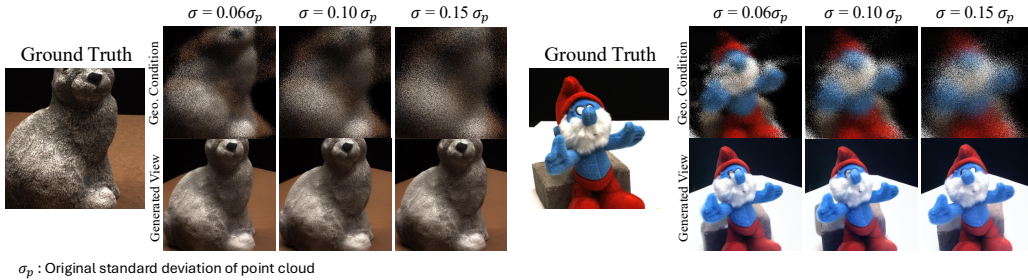 σ = 0.06σ_p σ = 0.10 σ_p σ = 0.15 σ_p
Ground Truth
Geo. Condition
Generated View
σ = 0.06σ_p σ = 0.10 σ_p σ = 0.15 σ_p
Ground Truth
Geo. Condition
Generated View
σ_p : Original standard deviation of point cloud